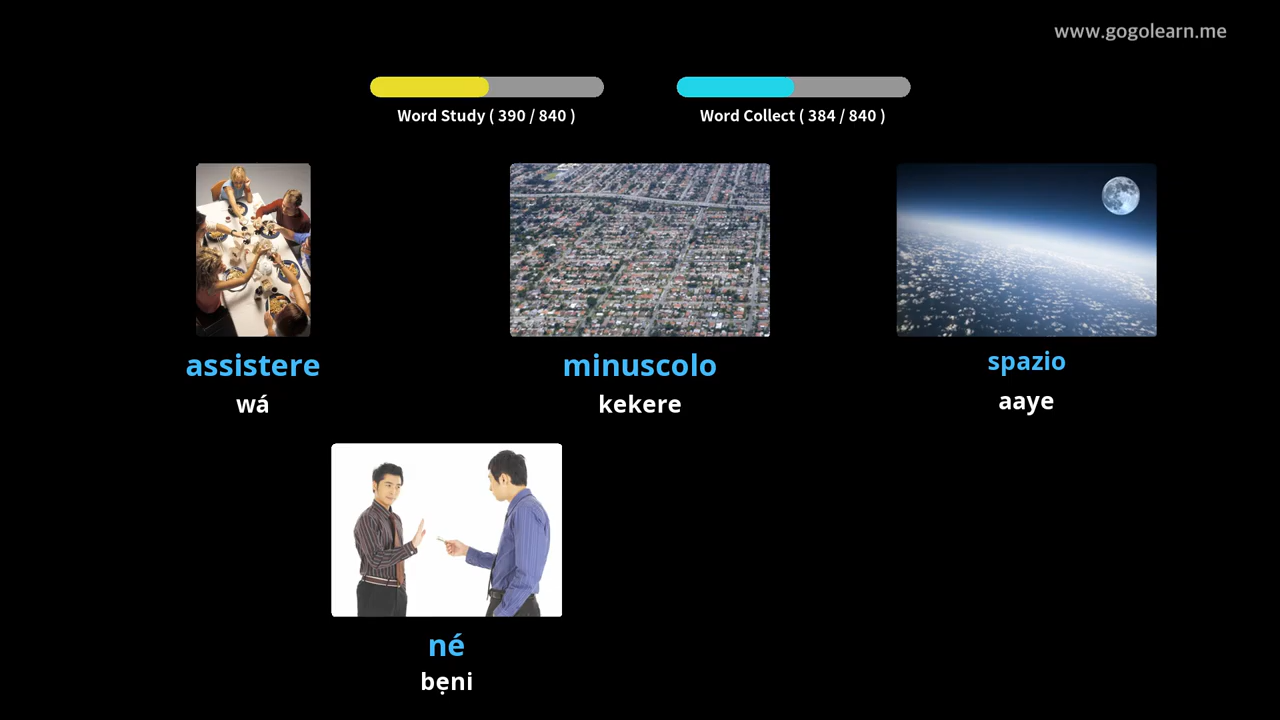 www.gogolearn.me
Word Study ( 390 / 840 )
Word Collect ( 384 / 840 )
assistere
wá
minuscolo
kekere
spazio
aaye
né
bẹni